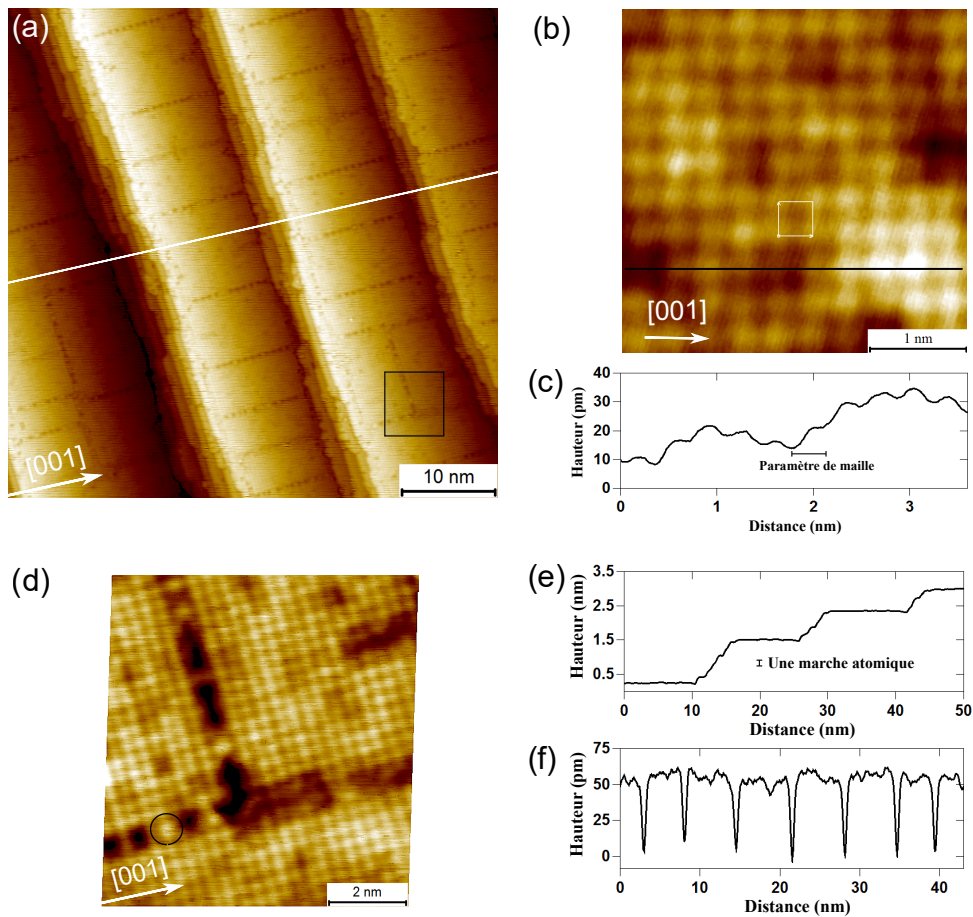 (a)
[001]
10 nm
(b)
[001]
1 nm
(c)
Hauteur (pm)
40
30
20
10
0
Paramètre de maille
0 1 2 3
Distance (nm)
(d)
[001]
2 nm
(e)
Hauteur (nm)
3.5
2.5
1.5
0.5
Une marche atomique
0 10 20 30 40 50
Distance (nm)
(f)
Hauteur (pm)
75
50
25
0
0 10 20 30 40
Distance (nm)